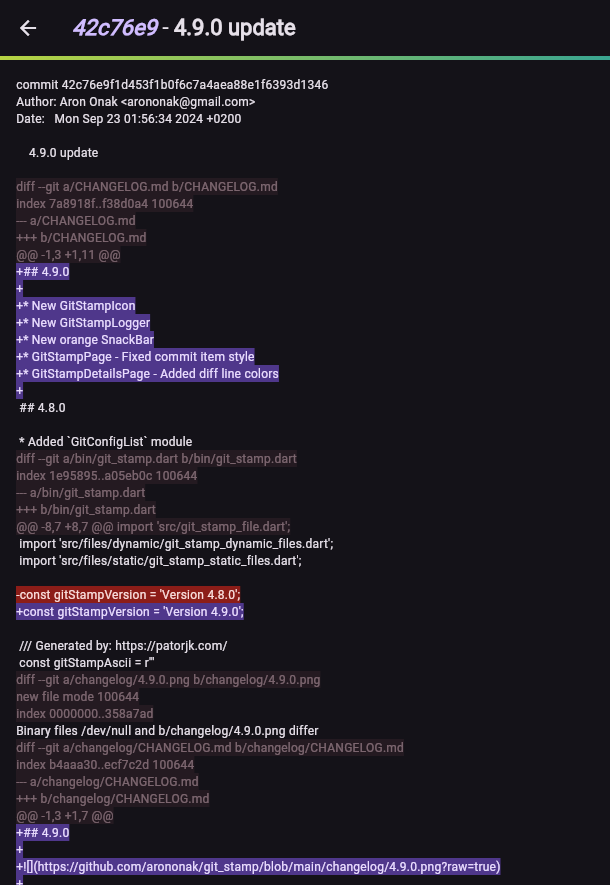 42c76e9 - 4.9.0 update
commit 42c76e9f1d453f1b0f6c7a4aea88e1f6393d1346
Author: Aron Onak <arononak@gmail.com>
Date:   Mon Sep 23 01:56:34 2024 +0200
4.9.0 update
diff --git a/CHANGELOG.md b/CHANGELOG.md
index 7a8918f..f38d0a4 100644
--- a/CHANGELOG.md
+++ b/CHANGELOG.md
@@ -1,3 +1,11 @@
+## 4.9.0
+
+* New GitStampIcon
+* New GitStampLogger
+* New orange SnackBar
+* GitStampPage - Fixed commit item style
+* GitStampDetailsPage - Added diff line colors
+
## 4.8.0
* Added `GitConfigList` module
diff --git a/bin/git_stamp.dart b/bin/git_stamp.dart
index 1e95895..a05eb0c 100644
--- a/bin/git_stamp.dart
+++ b/bin/git_stamp.dart
@@ -8,7 +8,7 @@ import 'src/git_stamp_file.dart';
import 'src/files/dynamic/git_stamp_dynamic_files.dart';
import 'src/files/static/git_stamp_static_files.dart';
-const gitStampVersion = 'Version 4.8.0';
+const gitStampVersion = 'Version 4.9.0';
/// Generated by: https://patorjk.com/
const gitStampAscii = r'''
diff --git a/changelog/4.9.0.png b/changelog/4.9.0.png
new file mode 100644
index 0000000..358a7ad
Binary files /dev/null and b/changelog/4.9.0.png differ
diff --git a/changelog/CHANGELOG.md b/changelog/CHANGELOG.md
index b4aaa30..ecf7c2d 100644
--- a/changelog/CHANGELOG.md
+++ b/changelog/CHANGELOG.md
@@ -1,3 +1,7 @@
+## 4.9.0
+
+![](https://github.com/arononak/git_stamp/blob/main/changelog/4.9.0.png?raw=true)
+